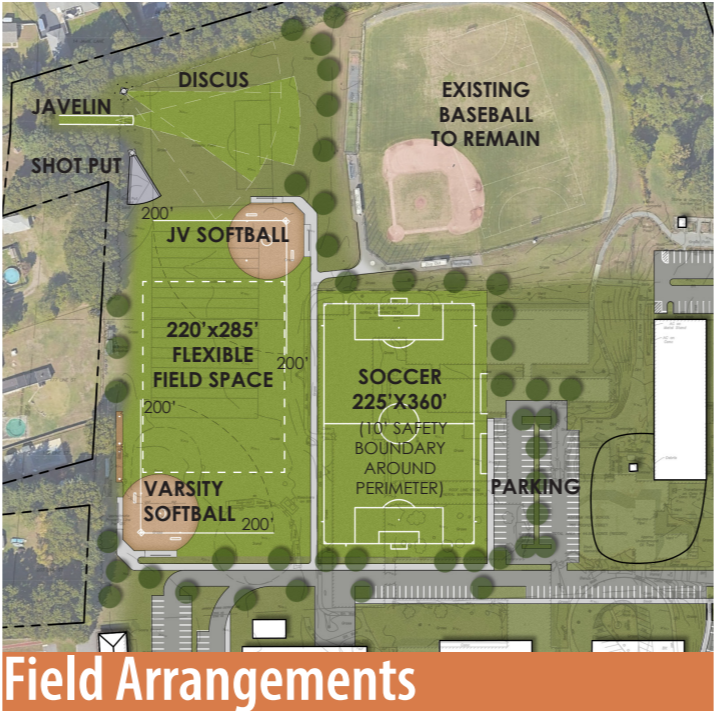 DISCUS
JAVELIN
EXISTING
BASEBALL
TO REMAIN
SHOT PUT
200'
JV SOFTBALL
220'x285'
FLEXIBLE
FIELD SPACE
200'
200'
SOCCER
225'X360'
(10' SAFETY
BOUNDARY
AROUND
PERIMETER)
PARKING
VARSITY
SOFTBALL
200'
Field Arrangements